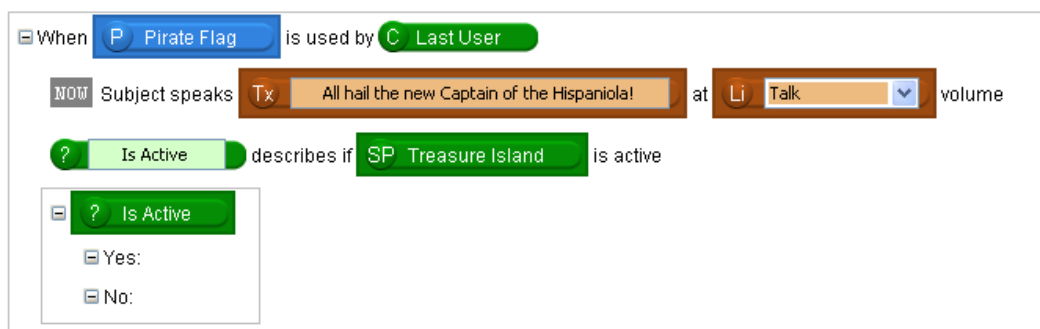 When P Pirate Flag is used by C Last User
NOW Subject speaks Tx All hail the new Captain of the Hispaniola! at Li Talk volume
? Is Active describes if SP Treasure Island is active
? Is Active
Yes:
No: